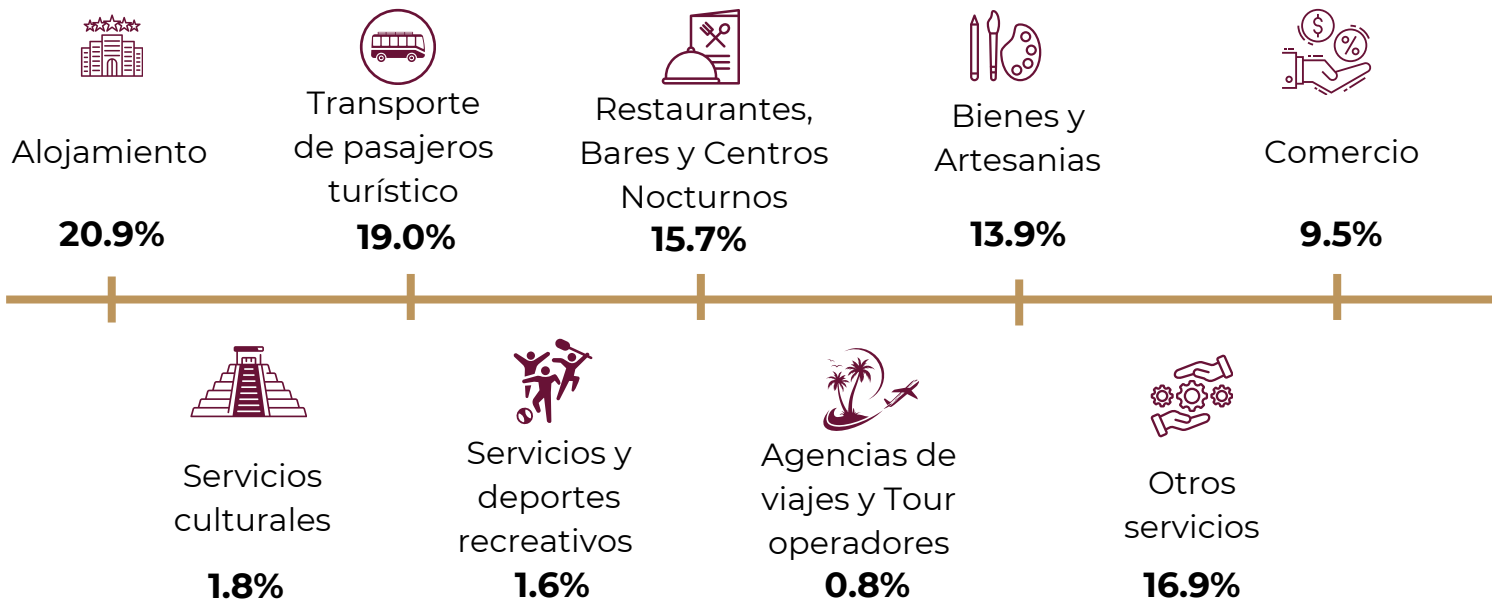 Alojamiento
20.9%
Transporte
de pasajeros
turístico
19.0%
Restaurantes,
Bares y Centros
Nocturnos
15.7%
Bienes y
Artesanias
13.9%
Comercio
9.5%
Servicios
culturales
1.8%
Servicios y
deportes
recreativos
1.6%
Agencias de
viajes y Tour
operadores
0.8%
Otros
servicios
16.9%